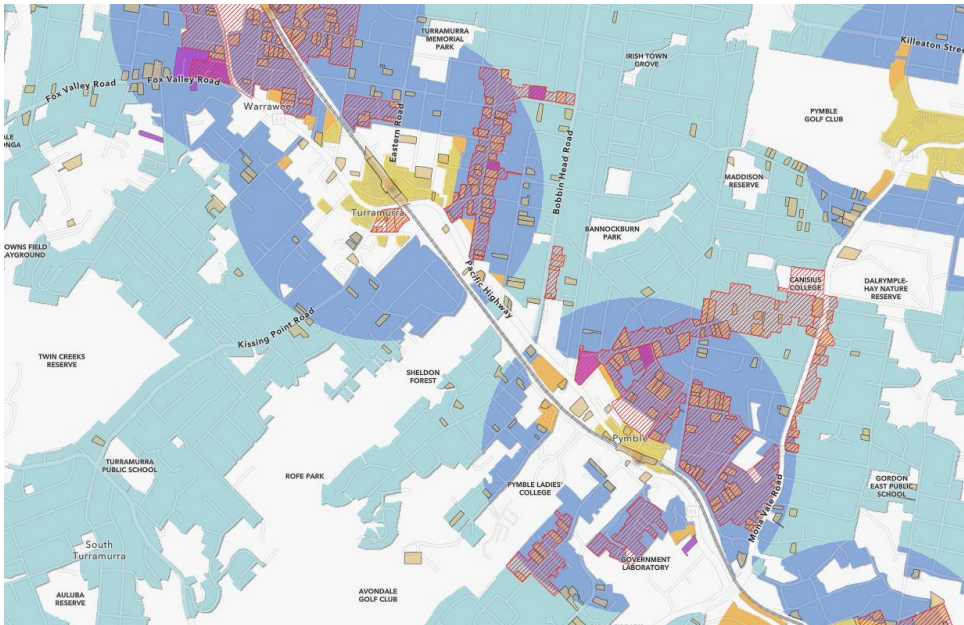 TURRAMURRA
MEMORIAL
PARK
Killeaton Street
IRISH TOWN
GROVE
Fox Valley Road
Fox Valley Road
Warrawee
Eastern Road
Bobbin Head Road
PYMBLE
GOLF CLUB
MADDISON
RESERVE
Turramurra
BANNOCKBURN
PARK
Pacific Highway
CANISIUS
COLLEGE
DALRYMPLE-
HAY NATURE
RESERVE
Kissing Point Road
TWIN CREEKS
RESERVE
SHELDON
FOREST
Pymble
TURRAMURRA
PUBLIC SCHOOL
ROFE PARK
PYMBLE LADIES'
COLLEGE
Mona Vale Road
GORDON
EAST PUBLIC
SCHOOL
South
Turramurra
GOVERNMENT
LABORATORY
AULUBA
RESERVE
AVONDALE
GOLF CLUB